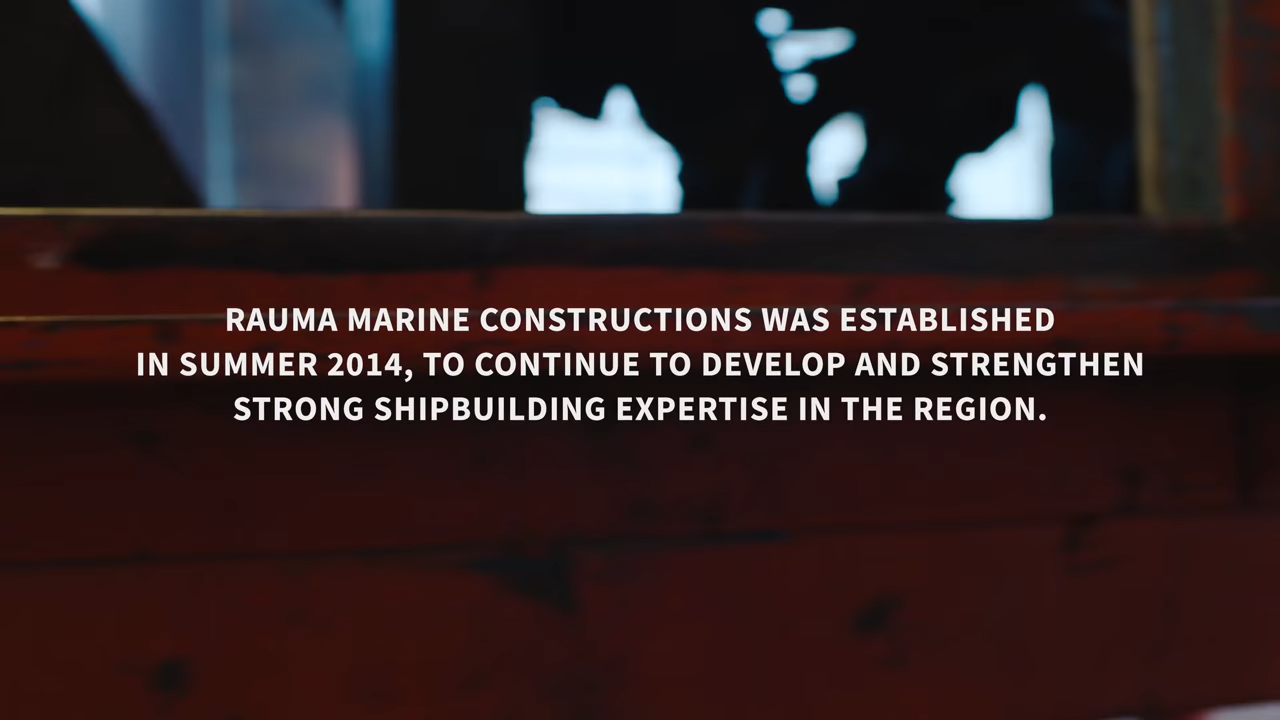 RAUMA MARINE CONSTRUCTIONS WAS ESTABLISHED
IN SUMMER 2014, TO CONTINUE TO DEVELOP AND STRENGTHEN
STRONG SHIPBUILDING EXPERTISE IN THE REGION.